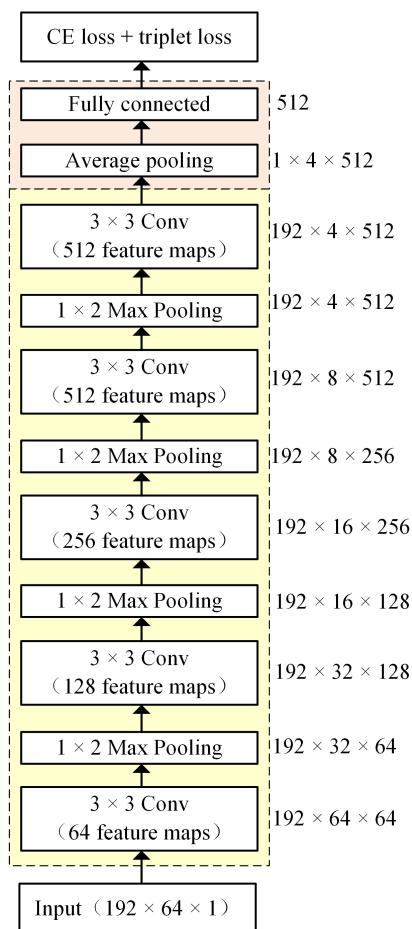 CE loss + triplet loss
Fully connected 512
Average pooling 1 × 4 × 512
3 × 3 Conv
（512 feature maps） 192 × 4 × 512
1 × 2 Max Pooling 192 × 4 × 512
3 × 3 Conv
（512 feature maps） 192 × 8 × 512
1 × 2 Max Pooling 192 × 8 × 256
3 × 3 Conv
（256 feature maps） 192 × 16 × 256
1 × 2 Max Pooling 192 × 16 × 128
3 × 3 Conv
（128 feature maps） 192 × 32 × 128
1 × 2 Max Pooling 192 × 32 × 64
3 × 3 Conv
（64 feature maps） 192 × 64 × 64
Input（192 × 64 × 1）